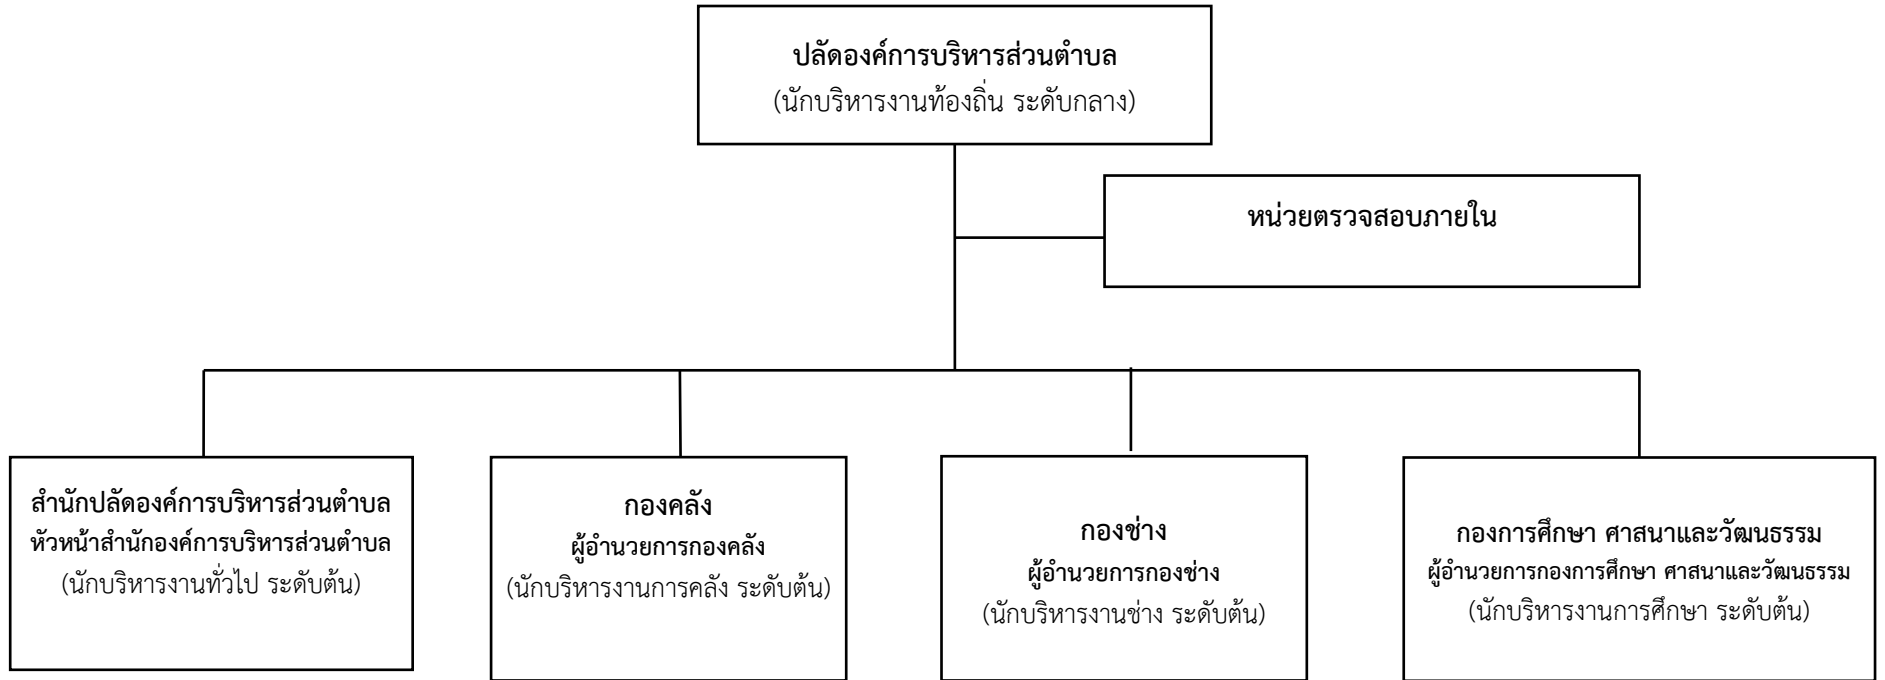 ปลัดองค์การบริหารส่วนตำบล
(นักบริหารงานท้องถิ่น ระดับกลาง)
หน่วยตรวจสอบภายใน
สำนักปลัดองค์การบริหารส่วนตำบล
หัวหน้าสำนักองค์การบริหารส่วนตำบล
(นักบริหารงานทั่วไป ระดับต้น)
กองคลัง
ผู้อำนวยการกองคลัง
(นักบริหารงานการคลัง ระดับต้น)
กองช่าง
ผู้อำนวยการกองช่าง
(นักบริหารงานช่าง ระดับต้น)
กองการศึกษา ศาสนาและวัฒนธรรม
ผู้อำนวยการกองการศึกษา ศาสนาและวัฒนธรรม
(นักบริหารงานการศึกษา ระดับต้น)